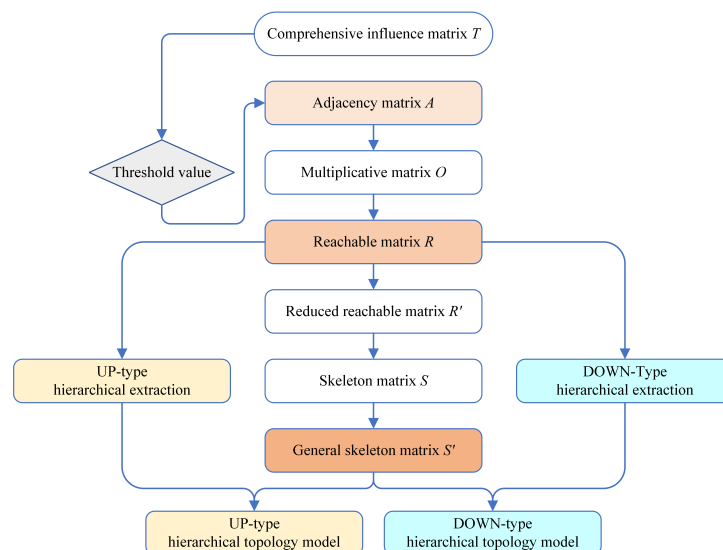 Comprehensive influence matrix T
Adjacency matrix A
Threshold value
Multiplicative matrix O
Reachable matrix R
Reduced reachable matrix R'
UP-type
hierarchical extraction
Skeleton matrix S
DOWN-Type
hierarchical extraction
General skeleton matrix S'
UP-type
hierarchical topology model
DOWN-type
hierarchical topology model